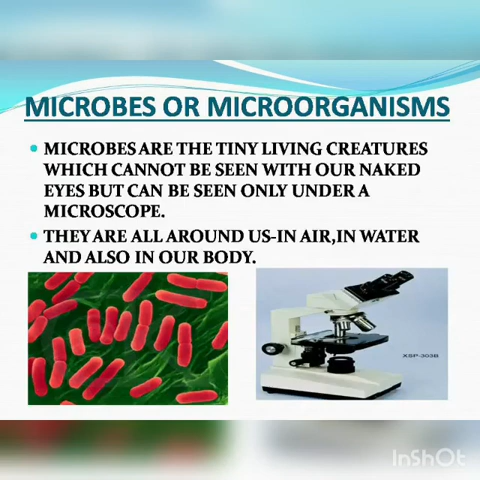 MICROBES OR MICROORGANISMS
• MICROBES ARE THE TINY LIVING CREATURES
WHICH CANNOT BE SEEN WITH OUR NAKED
EYES BUT CAN BE SEEN ONLY UNDER A
MICROSCOPE.
• THEY ARE ALL AROUND US-IN AIR,IN WATER
AND ALSO IN OUR BODY.
XSP-303B
InShOt